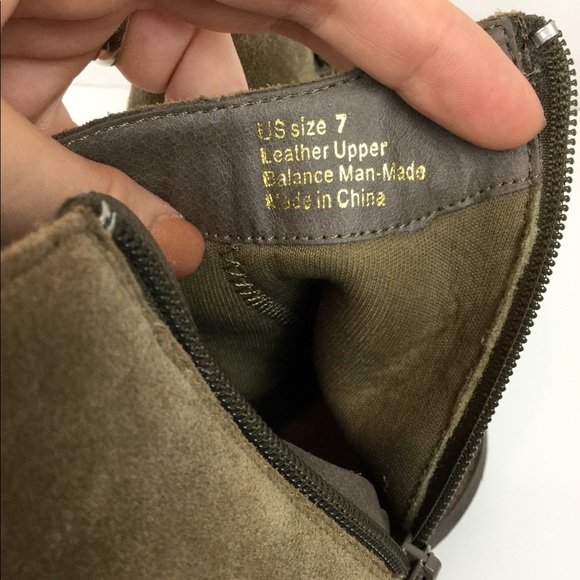 US size 7
Leather Upper
Balance Man-Made
Made in China